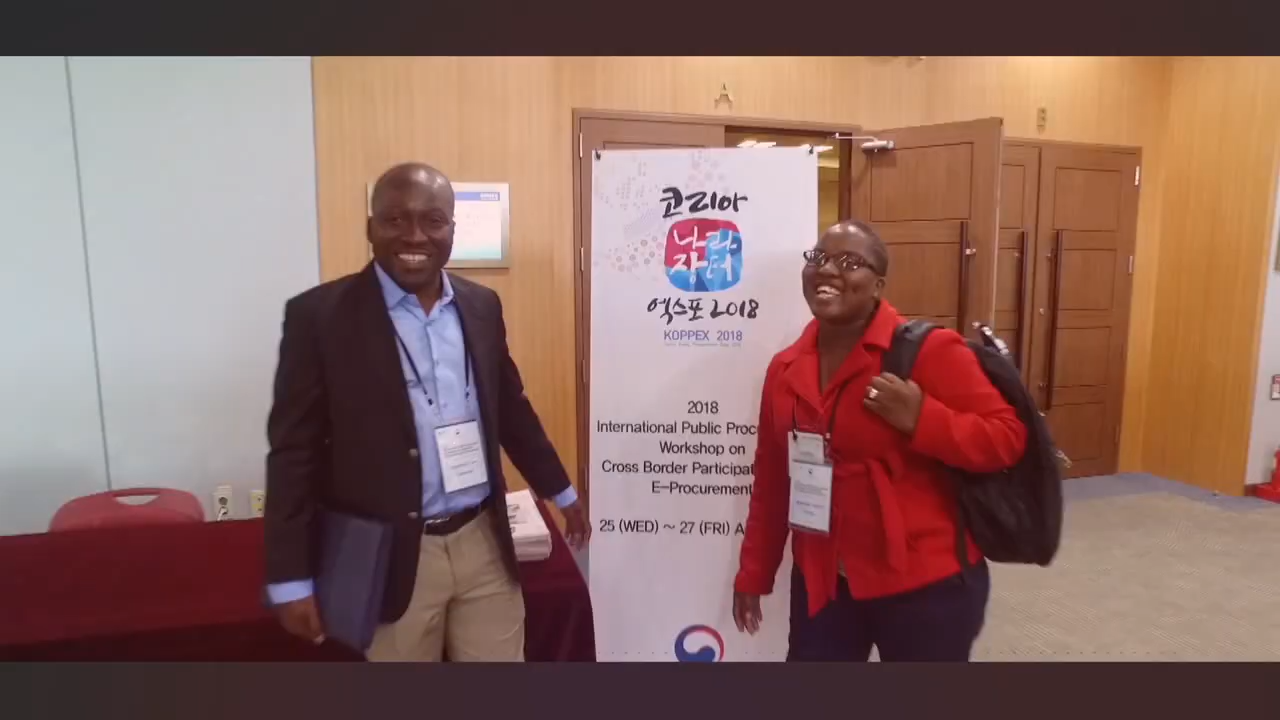 코리아
나라
장터
엑스포 2018
KOPPEX 2018
2018
International Public Procu
Workshop on
Cross Border Participat
E-Procurement
25 (WED) ~ 27 (FRI) A